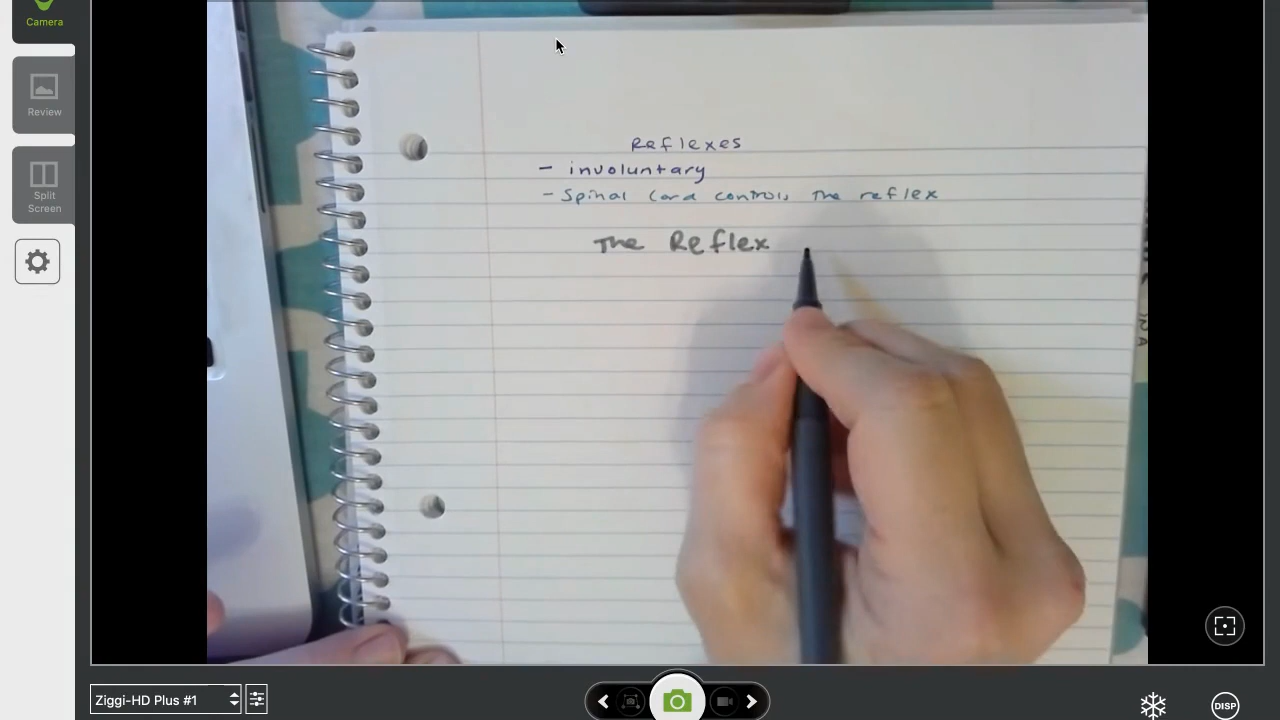 Camera
Review
Split
Screen
Reflexes
- involuntary
- Spinal Cord controls the reflex
The Reflex
Ziggi-HD Plus #1
DISP